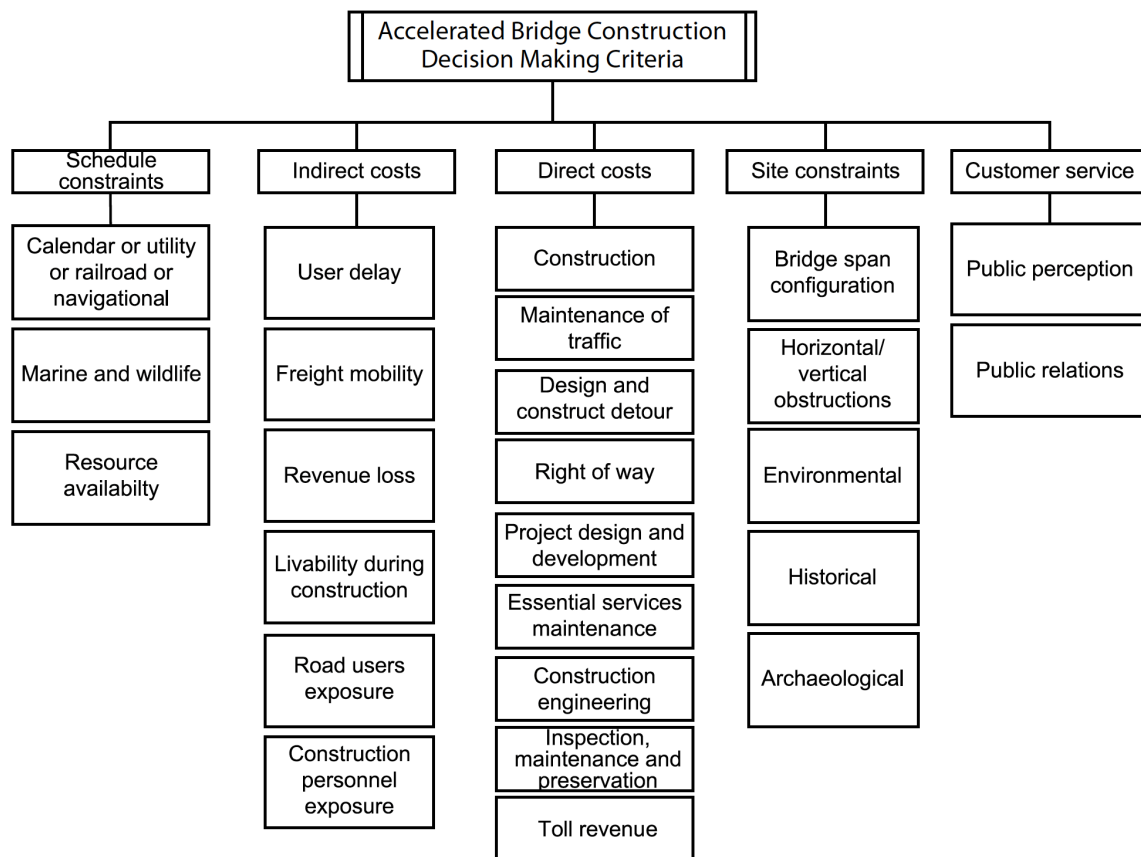 Accelerated Bridge Construction
Decision Making Criteria
Schedule
constraints
Indirect costs
Direct costs
Site constraints
Customer service
Calendar or utility
or railroad or
navigational
Marine and wildlife
Resource
availabilty
User delay
Freight mobility
Revenue loss
Livability during
construction
Road users
exposure
Construction
personnel
exposure
Construction
Maintenance of
traffic
Design and
construct detour
Right of way
Project design and
development
Essential services
maintenance
Construction
engineering
Inspection,
maintenance and
preservation
Toll revenue
Bridge span
configuration
Horizontal/
vertical
obstructions
Environmental
Historical
Archaeological
Public perception
Public relations